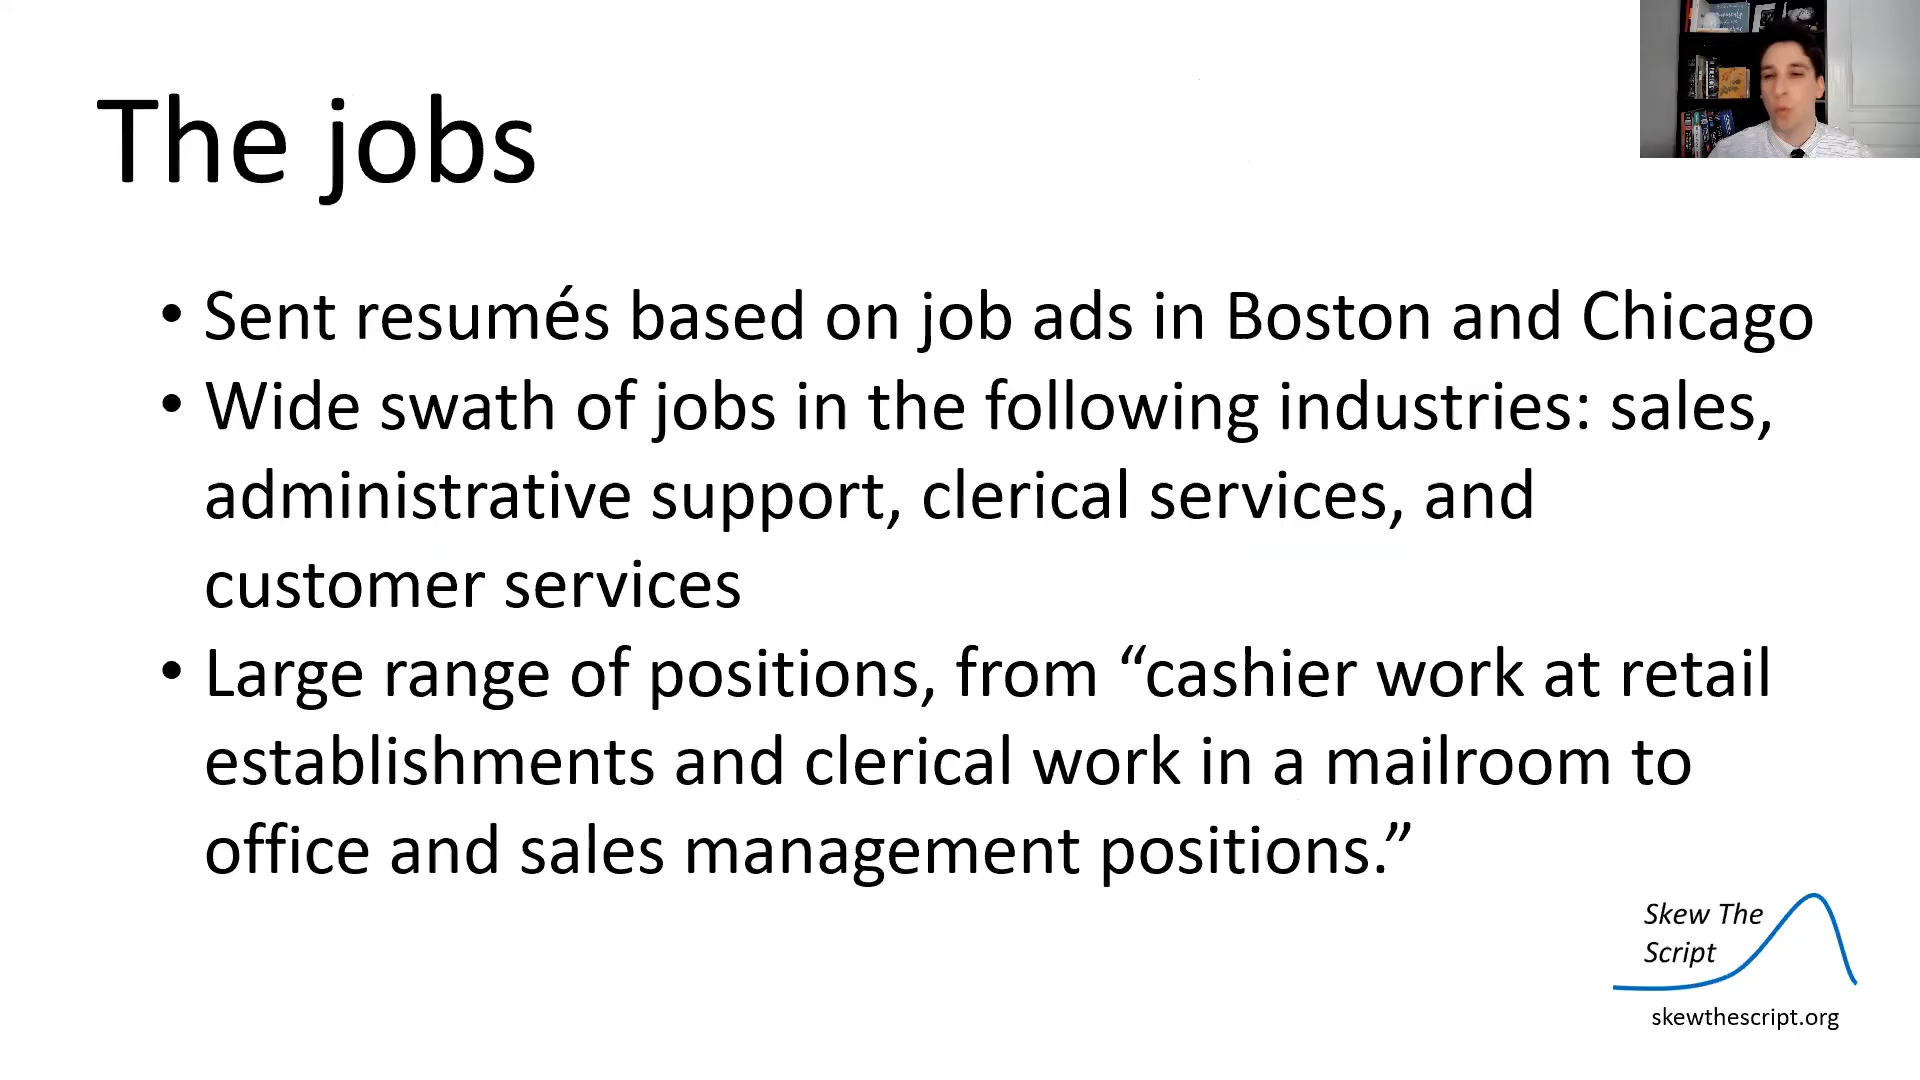 The jobs
• Sent resumés based on job ads in Boston and Chicago
• Wide swath of jobs in the following industries: sales,
administrative support, clerical services, and
customer services
• Large range of positions, from “cashier work at retail
establishments and clerical work in a mailroom to
office and sales management positions.”
Skew The
Script
skewthescript.org